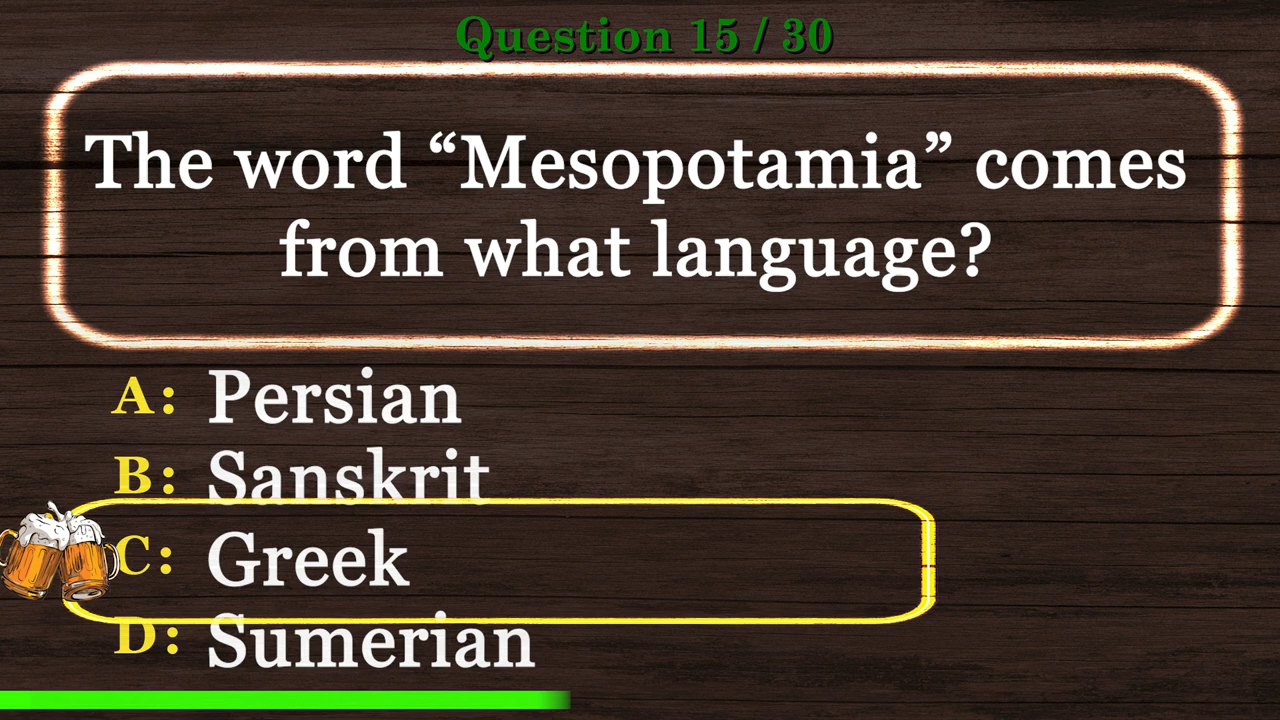 Question 15 / 30
The word “Mesopotamia” comes
from what language?
A: Persian
B: Sanskrit
C: Greek
D: Sumerian